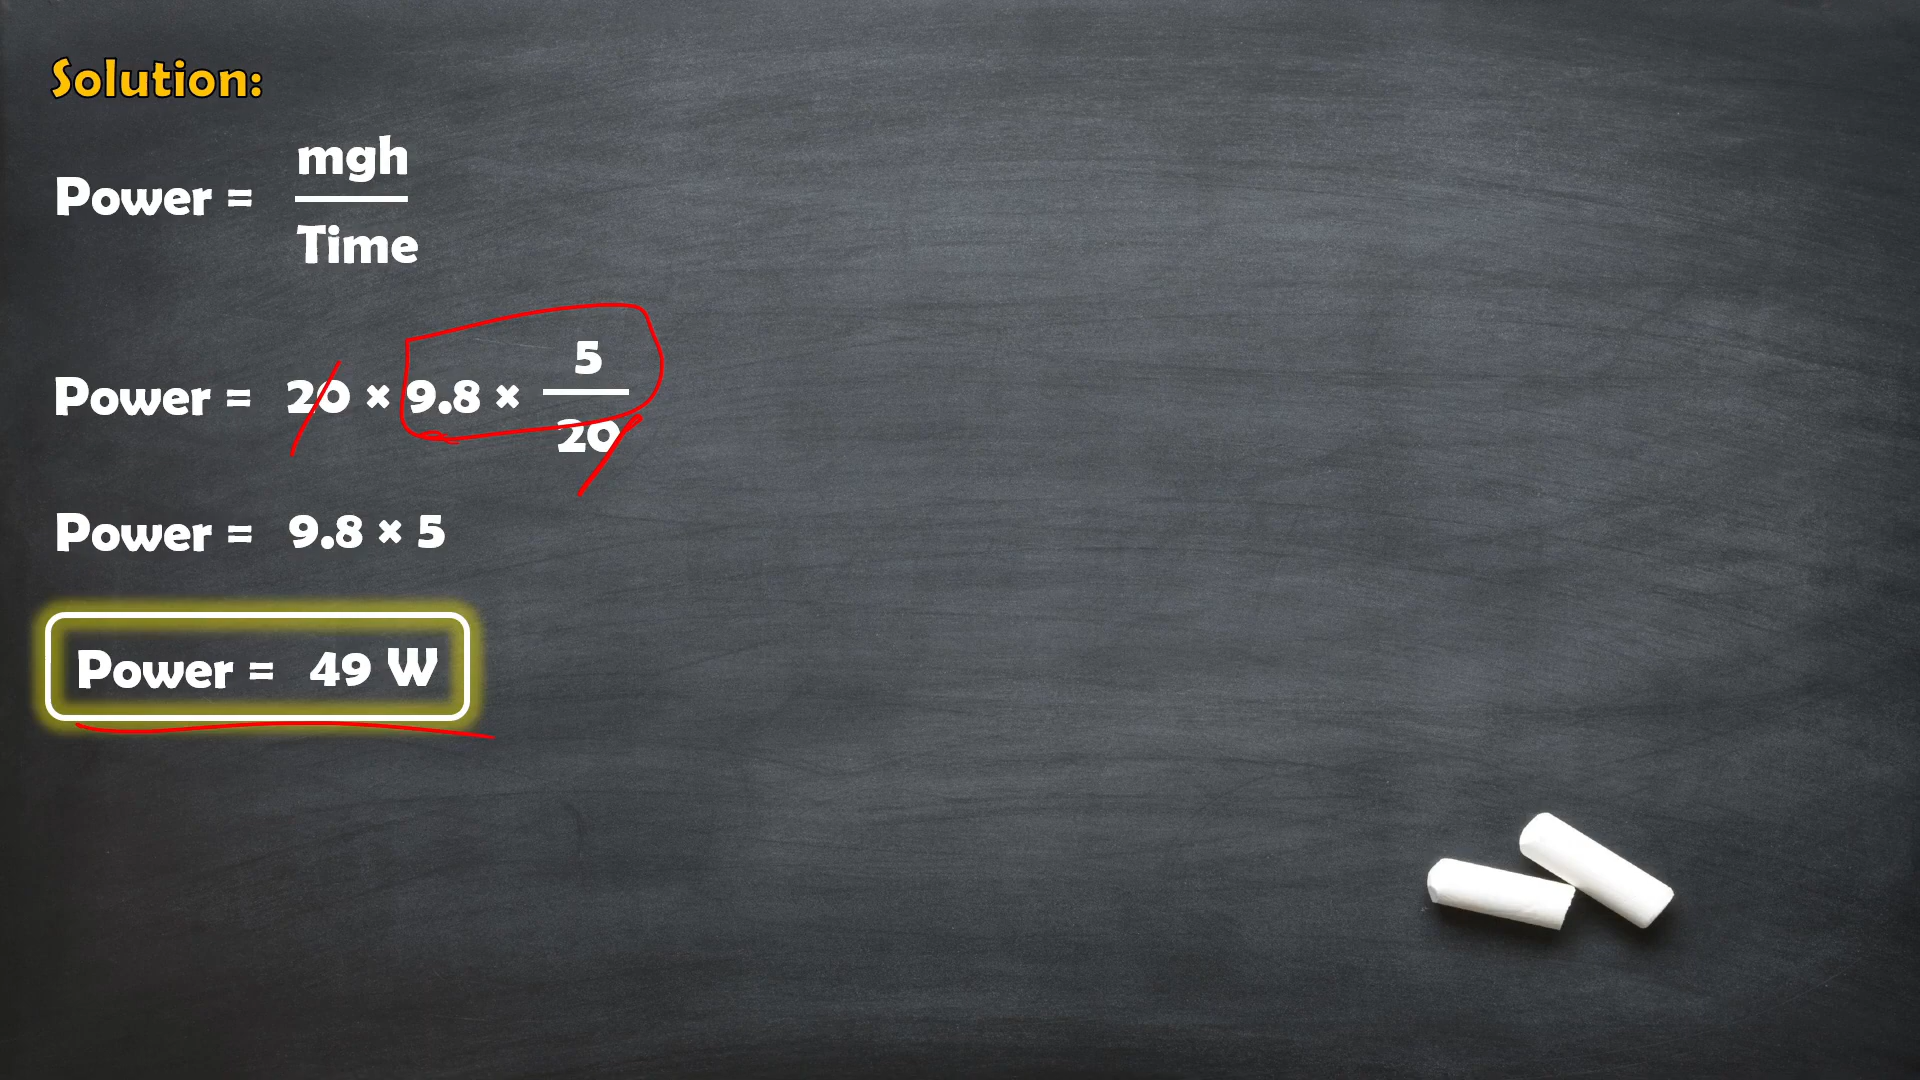 Solution:
Power = mgh
Time
Power = 20 × 9.8 × 5
20
Power = 9.8 × 5
Power = 49 W